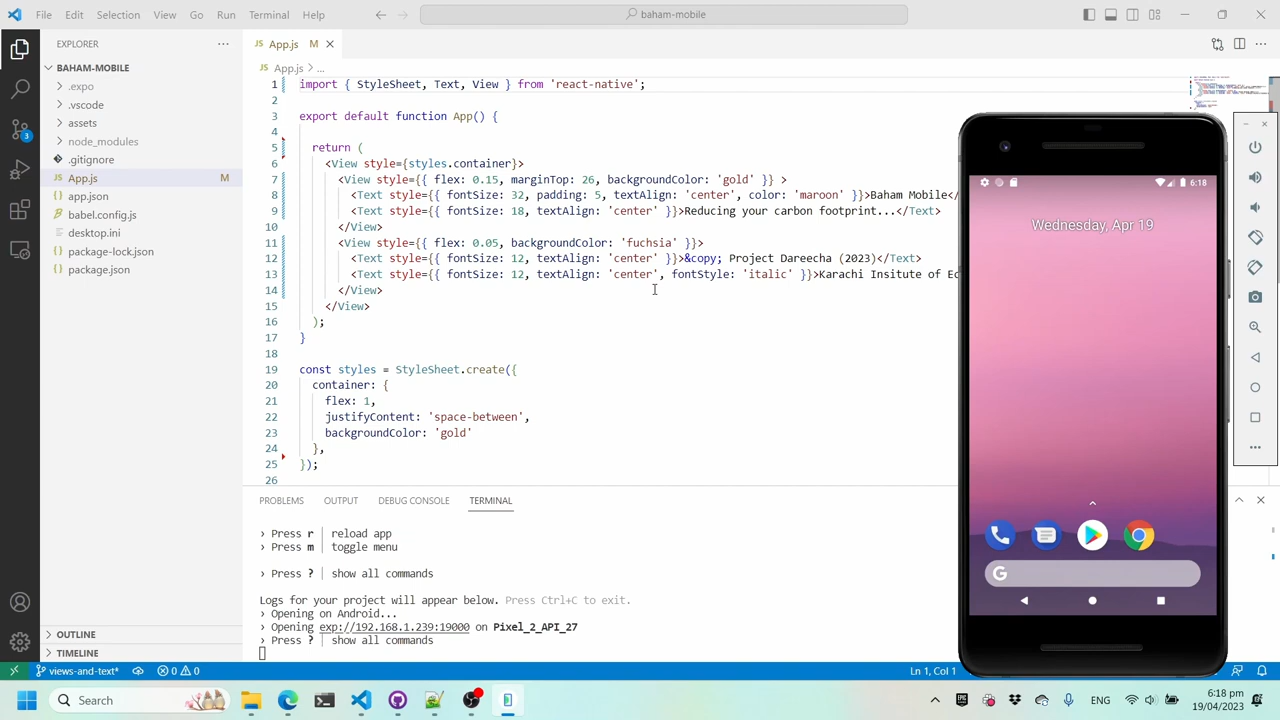 File Edit Selection View Go Run Terminal Help
baham-mobile
EXPLORER
App.js M
BAHAM-MOBILE
App.js > ...
.expo
.vscode
assets
node_modules
.gitignore
App.js M
app.json
babel.config.js
desktop.ini
package-lock.json
package.json
OUTLINE
TIMELINE
1 import { StyleSheet, Text, View } from 'react-native';
2
3 export default function App() {
4
5 return (
6 <View style={styles.container}>
7 <View style={{ flex: 0.15, marginTop: 26, backgroundColor: 'gold' }} >
8 <Text style={{ fontSize: 32, padding: 5, textAlign: 'center', color: 'maroon' }}>Baham Mobile</
9 <Text style={{ fontSize: 18, textAlign: 'center' }}>Reducing your carbon footprint...</Text>
10 </View>
11 <View style={{ flex: 0.05, backgroundColor: 'fuchsia' }}>
12 <Text style={{ fontSize: 12, textAlign: 'center' }}>&copy; Project Dareecha (2023)</Text>
13 <Text style={{ fontSize: 12, textAlign: 'center', fontStyle: 'italic' }}>Karachi Insitute of Ec
14 </View>
15 </View>
16 );
17 }
18
19 const styles = StyleSheet.create({
20 container: {
21 flex: 1,
22 justifyContent: 'space-between',
23 backgroundColor: 'gold'
24 },
25 });
26
PROBLEMS OUTPUT DEBUG CONSOLE TERMINAL
› Press r │ reload app
› Press m │ toggle menu
› Press ? │ show all commands
Logs for your project will appear below. Press Ctrl+C to exit.
› Opening on Android...
› Opening exp://192.168.1.239:19000 on Pixel_2_API_27
› Press ? │ show all commands
6:18
Wednesday, Apr 19
G
3
views-and-text* 0 0
Ln 1, Col 1
Search
ENG
6:18 pm
19/04/2023